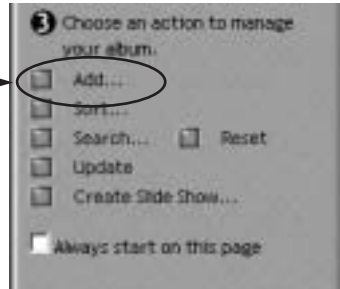 3 Choose an action to manage
your album.
Add...
Sort...
Search... Reset
Update
Create Slide Show...
Always start on this page